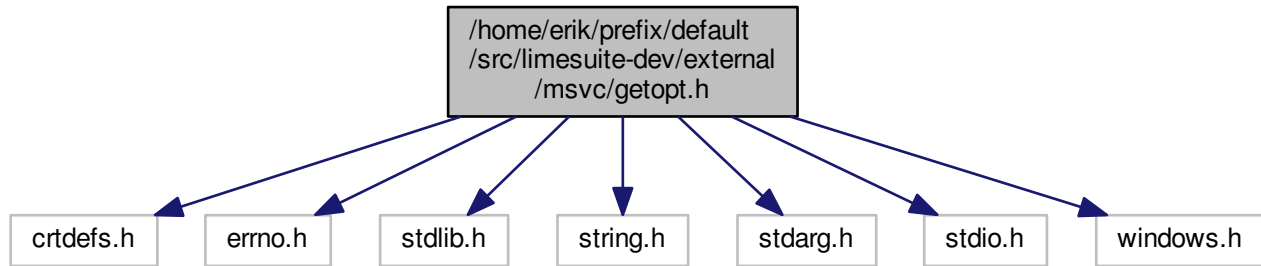 /home/erik/prefix/default
/src/limesuite-dev/external
/msvc/getopt.h
crtdefs.h
errno.h
stdlib.h
string.h
stdarg.h
stdio.h
windows.h